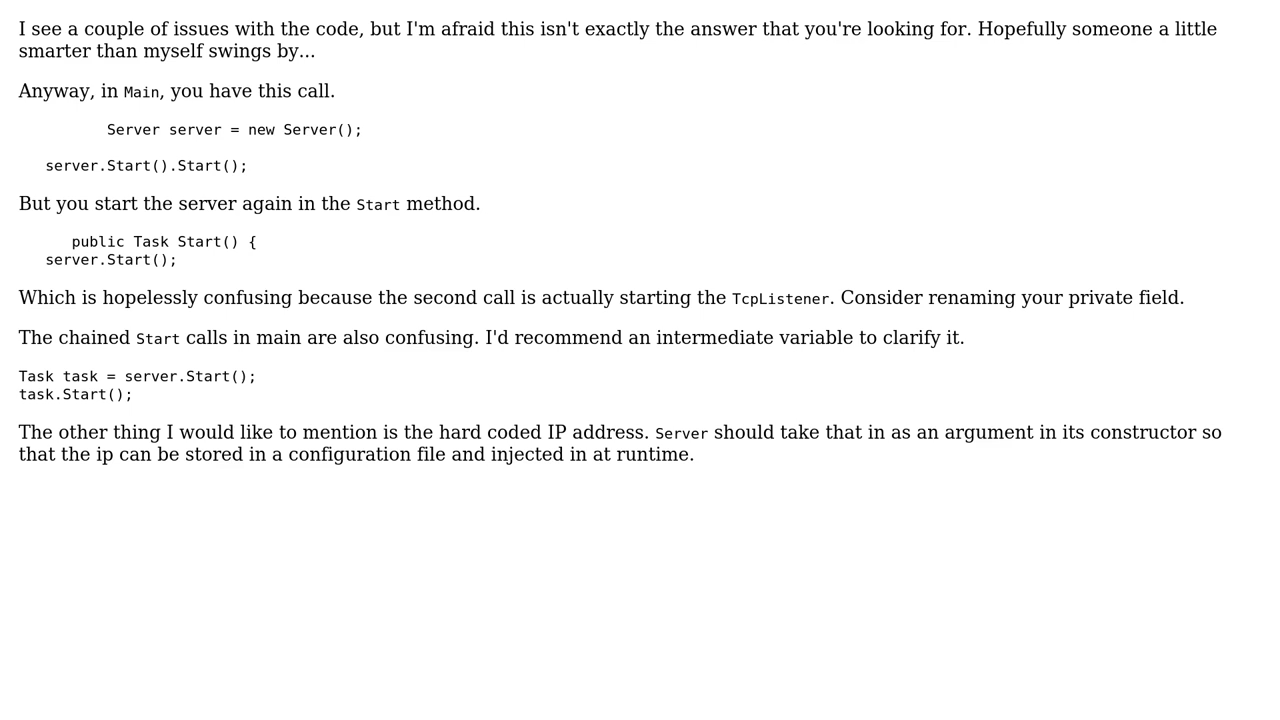 I see a couple of issues with the code, but I'm afraid this isn't exactly the answer that you're looking for. Hopefully someone a little
smarter than myself swings by...
Anyway, in Main, you have this call.
Server server = new Server();
server.Start().Start();
But you start the server again in the Start method.
public Task Start() {
server.Start();
Which is hopelessly confusing because the second call is actually starting the TcpListener. Consider renaming your private field.
The chained Start calls in main are also confusing. I'd recommend an intermediate variable to clarify it.
Task task = server.Start();
task.Start();
The other thing I would like to mention is the hard coded IP address. Server should take that in as an argument in its constructor so
that the ip can be stored in a configuration file and injected in at runtime.